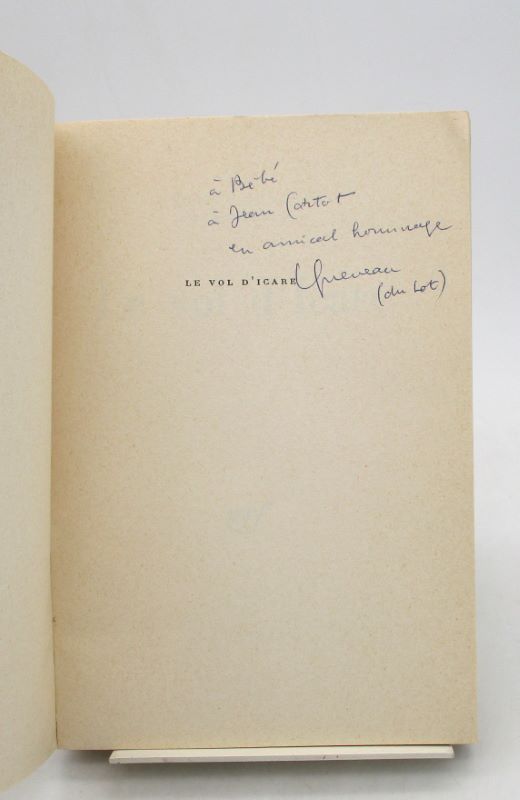 à Bébé
à Jean Cartot
en amical hommage
LE VOL D'ICARE
Queneau
(du Lot)